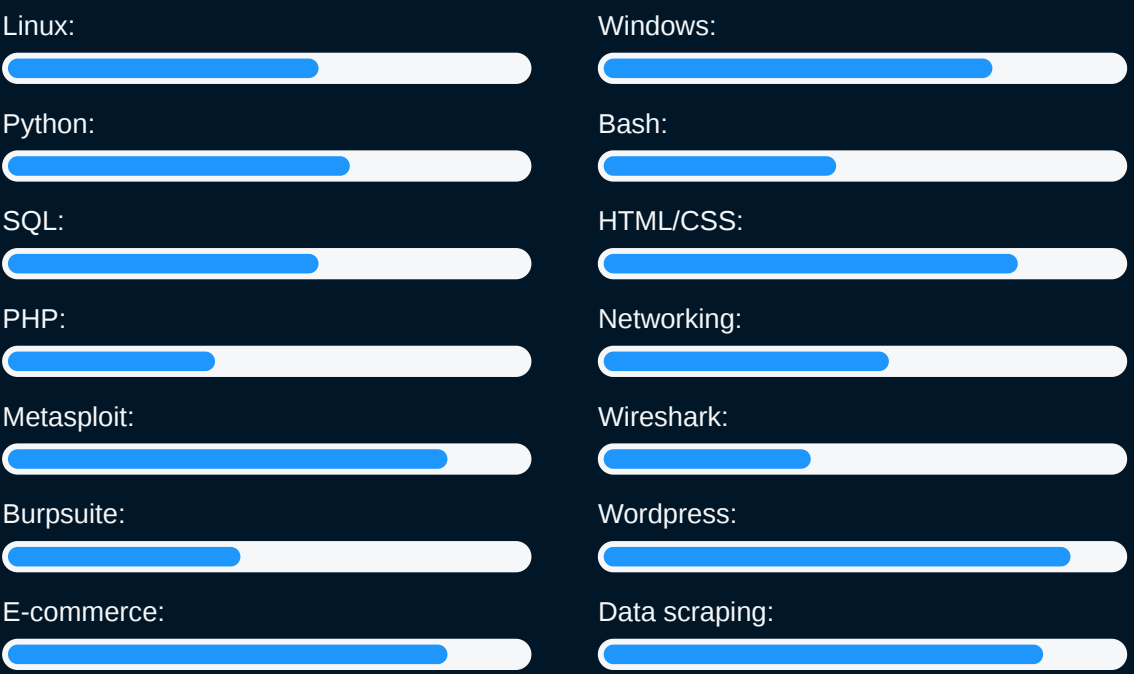 Linux:
Windows:
Python:
Bash:
SQL:
HTML/CSS:
PHP:
Networking:
Metasploit:
Wireshark:
Burpsuite:
Wordpress:
E-commerce:
Data scraping: